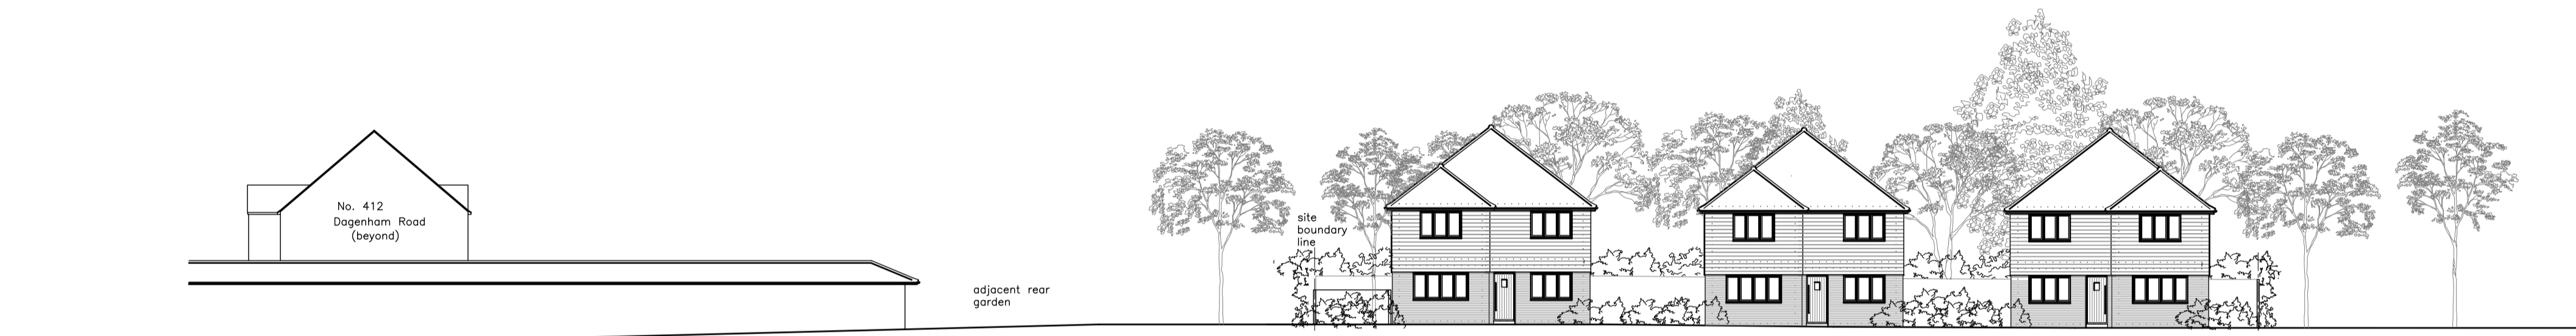 No. 412
Dagenham Road
(beyond)
adjacent rear
garden
site
boundary
line